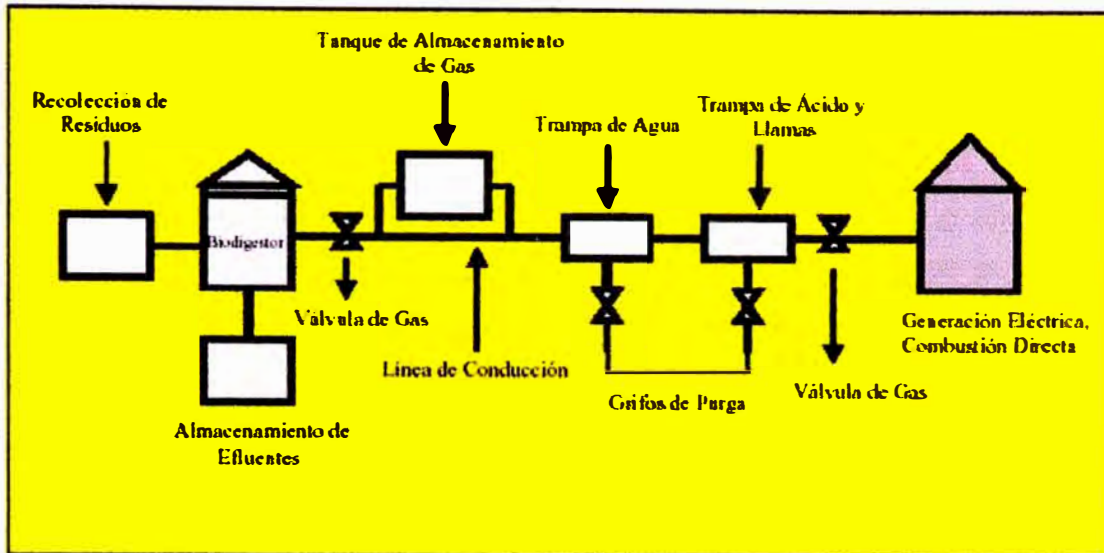 Tanque de Almacenamiento
de Gas
Recolección de
Residuos
Trampa de Agua
Trampa de Ácido y
Llamas
Biodigestor
Válvula de Gas
Línea de Conducción
Grifos de Purga
Generación Eléctrica,
Combustión Directa
Válvula de Gas
Almacenamiento de
Efluentes